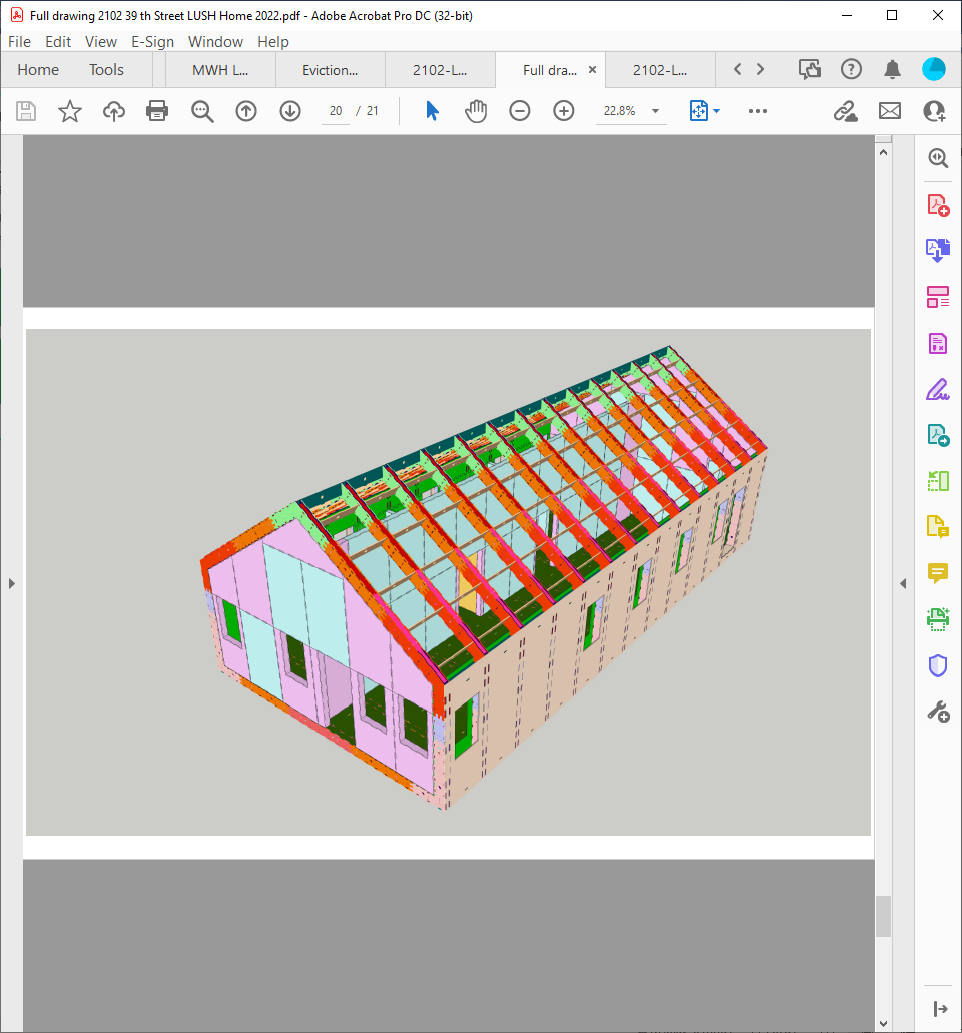 Full drawing 2102 39 th Street LUSH Home 2022.pdf - Adobe Acrobat Pro DC (32-bit)
File Edit View E-Sign Window Help
Home Tools MWH L... Eviction... 2102-L... Full dra... × 2102-L...
20 / 21 22.8%